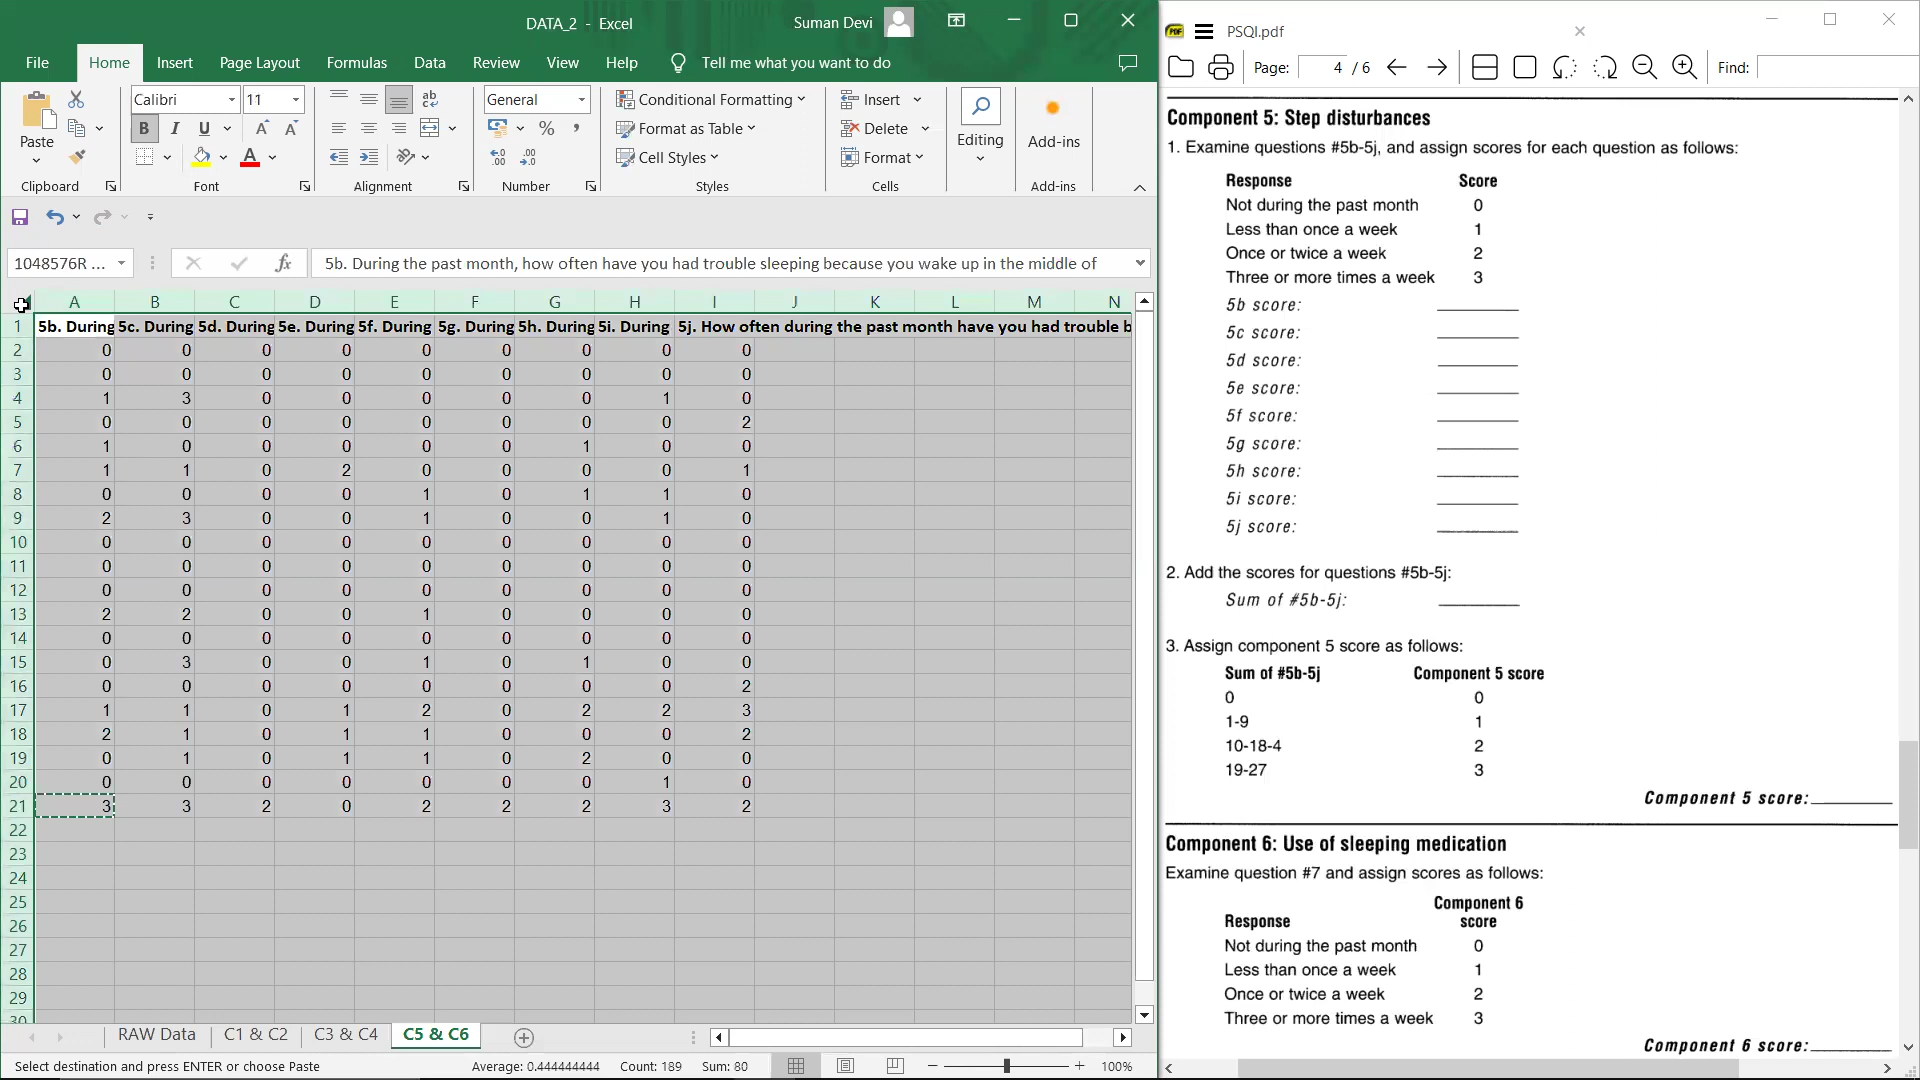 DATA_2 - Excel
Suman Devi
File Home Insert Page Layout Formulas Data Review View Help Tell me what you want to do
Paste
Calibri 11
B I U
General
Conditional Formatting
Format as Table
Cell Styles
Insert
Delete
Format
Editing
Add-ins
Clipboard Font Alignment Number Styles Cells Add-ins
1048576R ...
fx
5b. During the past month, how often have you had trouble sleeping because you wake up in the middle of
A B C D E F G H I J K L M N
1 5b. During 5c. During 5d. During 5e. During 5f. During 5g. During 5h. During 5i. During 5j. How often during the past month have you had trouble b
2 0 0 0 0 0 0 0 0 0
3 0 0 0 0 0 0 0 0 0
4 1 3 0 0 0 0 0 1 0
5 0 0 0 0 0 0 0 0 2
6 1 0 0 0 0 0 1 0 0
7 1 1 0 2 0 0 0 0 1
8 0 0 0 0 1 0 1 1 0
9 2 3 0 0 1 0 0 1 0
10 0 0 0 0 0 0 0 0 0
11 0 0 0 0 0 0 0 0 0
12 0 0 0 0 0 0 0 0 0
13 2 2 0 0 1 0 0 0 0
14 0 0 0 0 0 0 0 0 0
15 0 3 0 0 1 0 1 0 0
16 0 0 0 0 0 0 0 0 2
17 1 1 0 1 2 0 2 2 3
18 2 1 0 1 1 0 0 0 2
19 0 1 0 1 1 0 2 0 0
20 0 0 0 0 0 0 0 1 0
21 3 3 2 0 2 2 2 3 2
22
23
24
25
26
27
28
29
30
RAW Data C1 & C2 C3 & C4 C5 & C6
Select destination and press ENTER or choose Paste Average: 0.444444444 Count: 189 Sum: 80 100%
PSQI.pdf
Page: 4 / 6 Find:
Component 5: Step disturbances
1. Examine questions #5b-5j, and assign scores for each question as follows:
Response Score
Not during the past month 0
Less than once a week 1
Once or twice a week 2
Three or more times a week 3
5b score:
5c score:
5d score:
5e score:
5f score:
5g score:
5h score:
5i score:
5j score:
2. Add the scores for questions #5b-5j:
Sum of #5b-5j:
3. Assign component 5 score as follows:
Sum of #5b-5j Component 5 score
0 0
1-9 1
10-18-4 2
19-27 3
Component 5 score:
Component 6: Use of sleeping medication
Examine question #7 and assign scores as follows:
Component 6
Response score
Not during the past month 0
Less than once a week 1
Once or twice a week 2
Three or more times a week 3
Component 6 score: